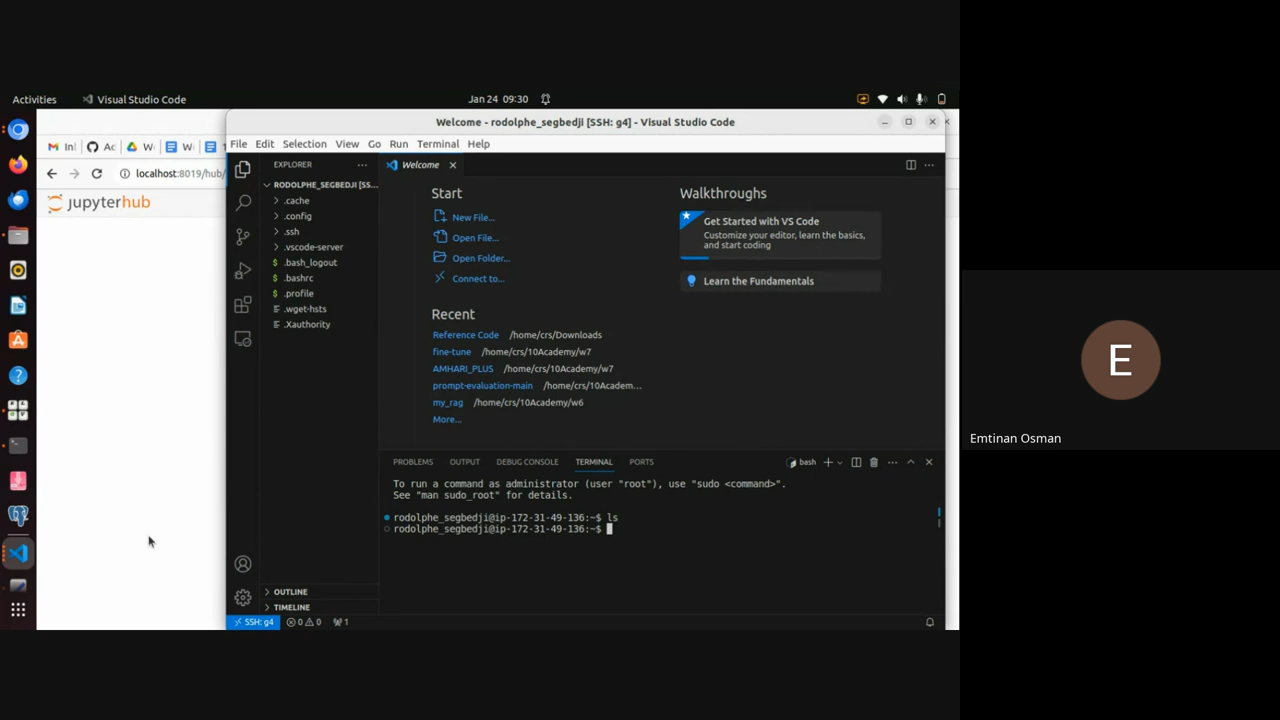 Activities
Visual Studio Code
Jan 24 09:30
Welcome - rodolphe_segbedji [SSH: g4] - Visual Studio Code
File Edit Selection View Go Run Terminal Help
localhost:8019/hub/
jupyterhub
EXPLORER
RODOLPHE_SEGBEDJI [SS...
.cache
.config
.ssh
.vscode-server
.bash_logout
.bashrc
.profile
.wget-hsts
.Xauthority
OUTLINE
TIMELINE
Welcome
Start
New File...
Open File...
Open Folder...
Connect to...
Recent
Reference Code /home/crs/Downloads
fine-tune /home/crs/10Academy/w7
AMHARI_PLUS /home/crs/10Academy/w7
prompt-evaluation-main /home/crs/10Academ...
my_rag /home/crs/10Academy/w6
More...
Walkthroughs
Get Started with VS Code
Customize your editor, learn the basics,
and start coding
Learn the Fundamentals
PROBLEMS OUTPUT DEBUG CONSOLE TERMINAL PORTS
bash
To run a command as administrator (user "root"), use "sudo <command>".
See "man sudo_root" for details.
rodolphe_segbedji@ip-172-31-49-136:~$ ls
rodolphe_segbedji@ip-172-31-49-136:~$
SSH: g4
0
0
1
E
Emtinan Osman